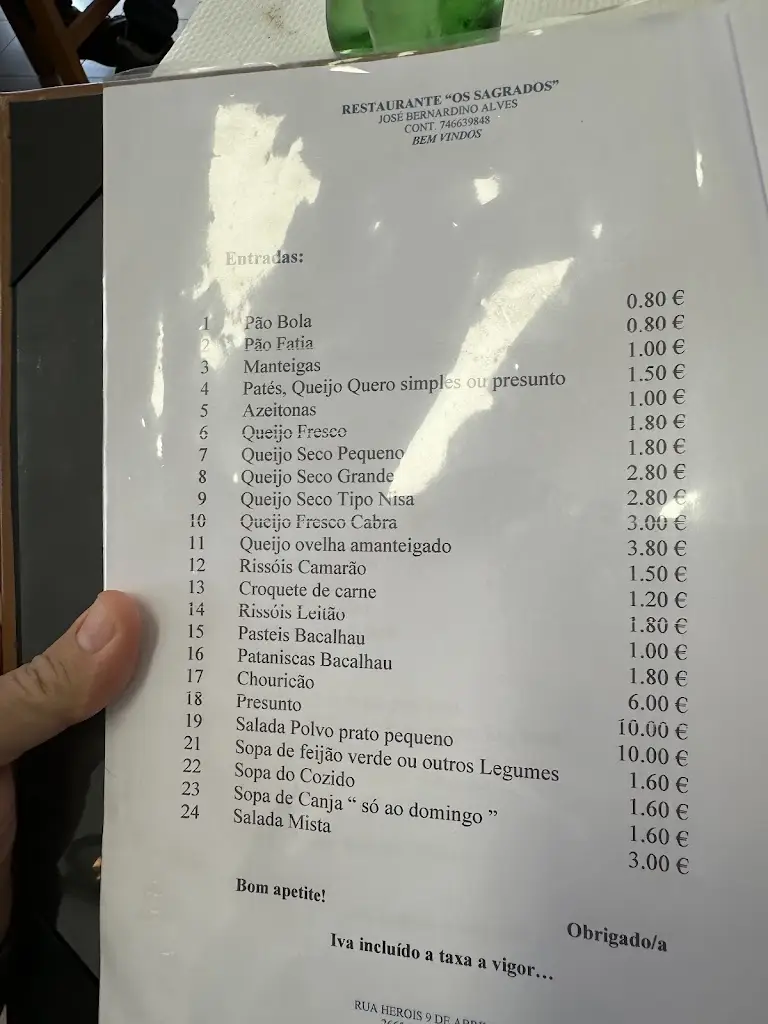 RESTAURANTE “OS SAGRADOS”
JOSÉ BERNARDINO ALVES
CONT. 746639848
BEM VINDOS
Entradas:
1 Pão Bola 0.80 €
2 Pão Fatia 0.80 €
3 Manteigas 1.00 €
4 Patés, Queijo Quero simples ou presunto 1.50 €
5 Azeitonas 1.00 €
6 Queijo Fresco 1.80 €
7 Queijo Seco Pequeno 1.80 €
8 Queijo Seco Grande 2.80 €
9 Queijo Seco Tipo Nisa 2.80 €
10 Queijo Fresco Cabra 3.00 €
11 Queijo ovelha amanteigado 3.80 €
12 Rissóis Camarão 1.50 €
13 Croquete de carne 1.20 €
14 Rissóis Leitão 1.80 €
15 Pasteis Bacalhau 1.00 €
16 Pataniscas Bacalhau 1.80 €
17 Chouricão 6.00 €
18 Presunto 10.00 €
19 Salada Polvo prato pequeno 10.00 €
21 Sopa de feijão verde ou outros Legumes 1.60 €
22 Sopa do Cozido 1.60 €
23 Sopa de Canja “ só ao domingo ” 1.60 €
24 Salada Mista 3.00 €
Bom apetite!
Obrigado/a
Iva incluído a taxa a vigor...
RUA HEROIS 9 DE